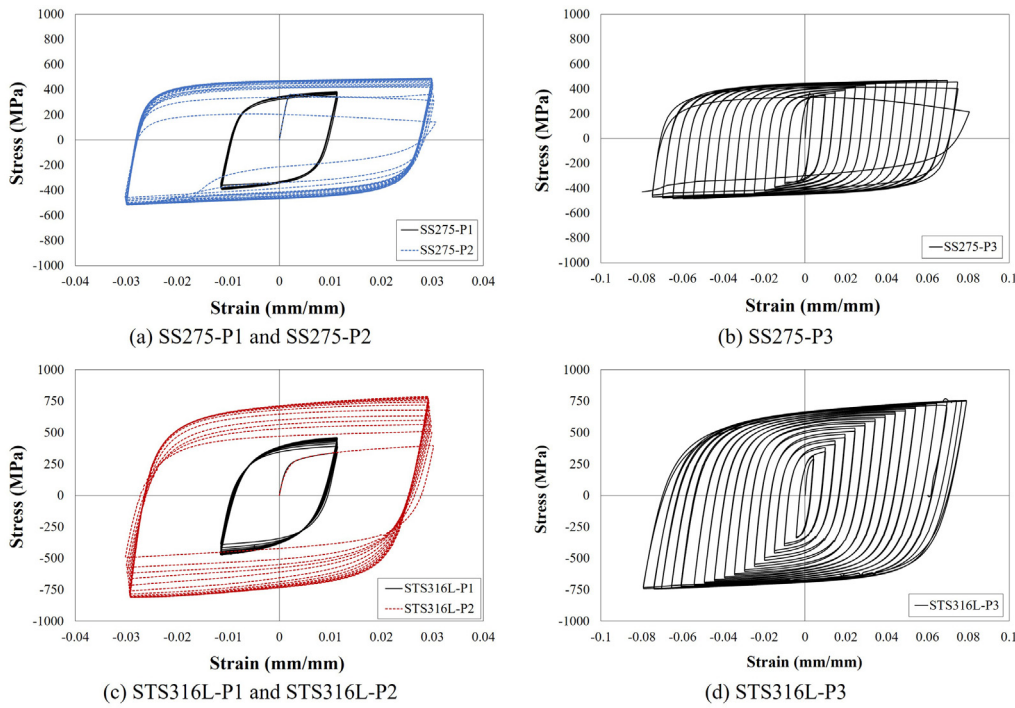 1000
800
600
400
200
0
-200
-400
-600
-800
-1000
Stress (MPa)
-0.04 -0.03 -0.02 -0.01 0 0.01 0.02 0.03 0.04
Strain (mm/mm)
SS275-P1
SS275-P2
(a) SS275-P1 and SS275-P2
1000
800
600
400
200
0
-200
-400
-600
-800
-1000
Stress (MPa)
-0.1 -0.08 -0.06 -0.04 -0.02 0 0.02 0.04 0.06 0.08 0.1
Strain (mm/mm)
SS275-P3
(b) SS275-P3
1000
750
500
250
0
-250
-500
-750
-1000
Stress (MPa)
-0.04 -0.03 -0.02 -0.01 0 0.01 0.02 0.03 0.04
Strain (mm/mm)
STS316L-P1
STS316L-P2
(c) STS316L-P1 and STS316L-P2
1000
750
500
250
0
-250
-500
-750
-1000
Stress (MPa)
-0.1 -0.08 -0.06 -0.04 -0.02 0 0.02 0.04 0.06 0.08 0.1
Strain (mm/mm)
STS316L-P3
(d) STS316L-P3